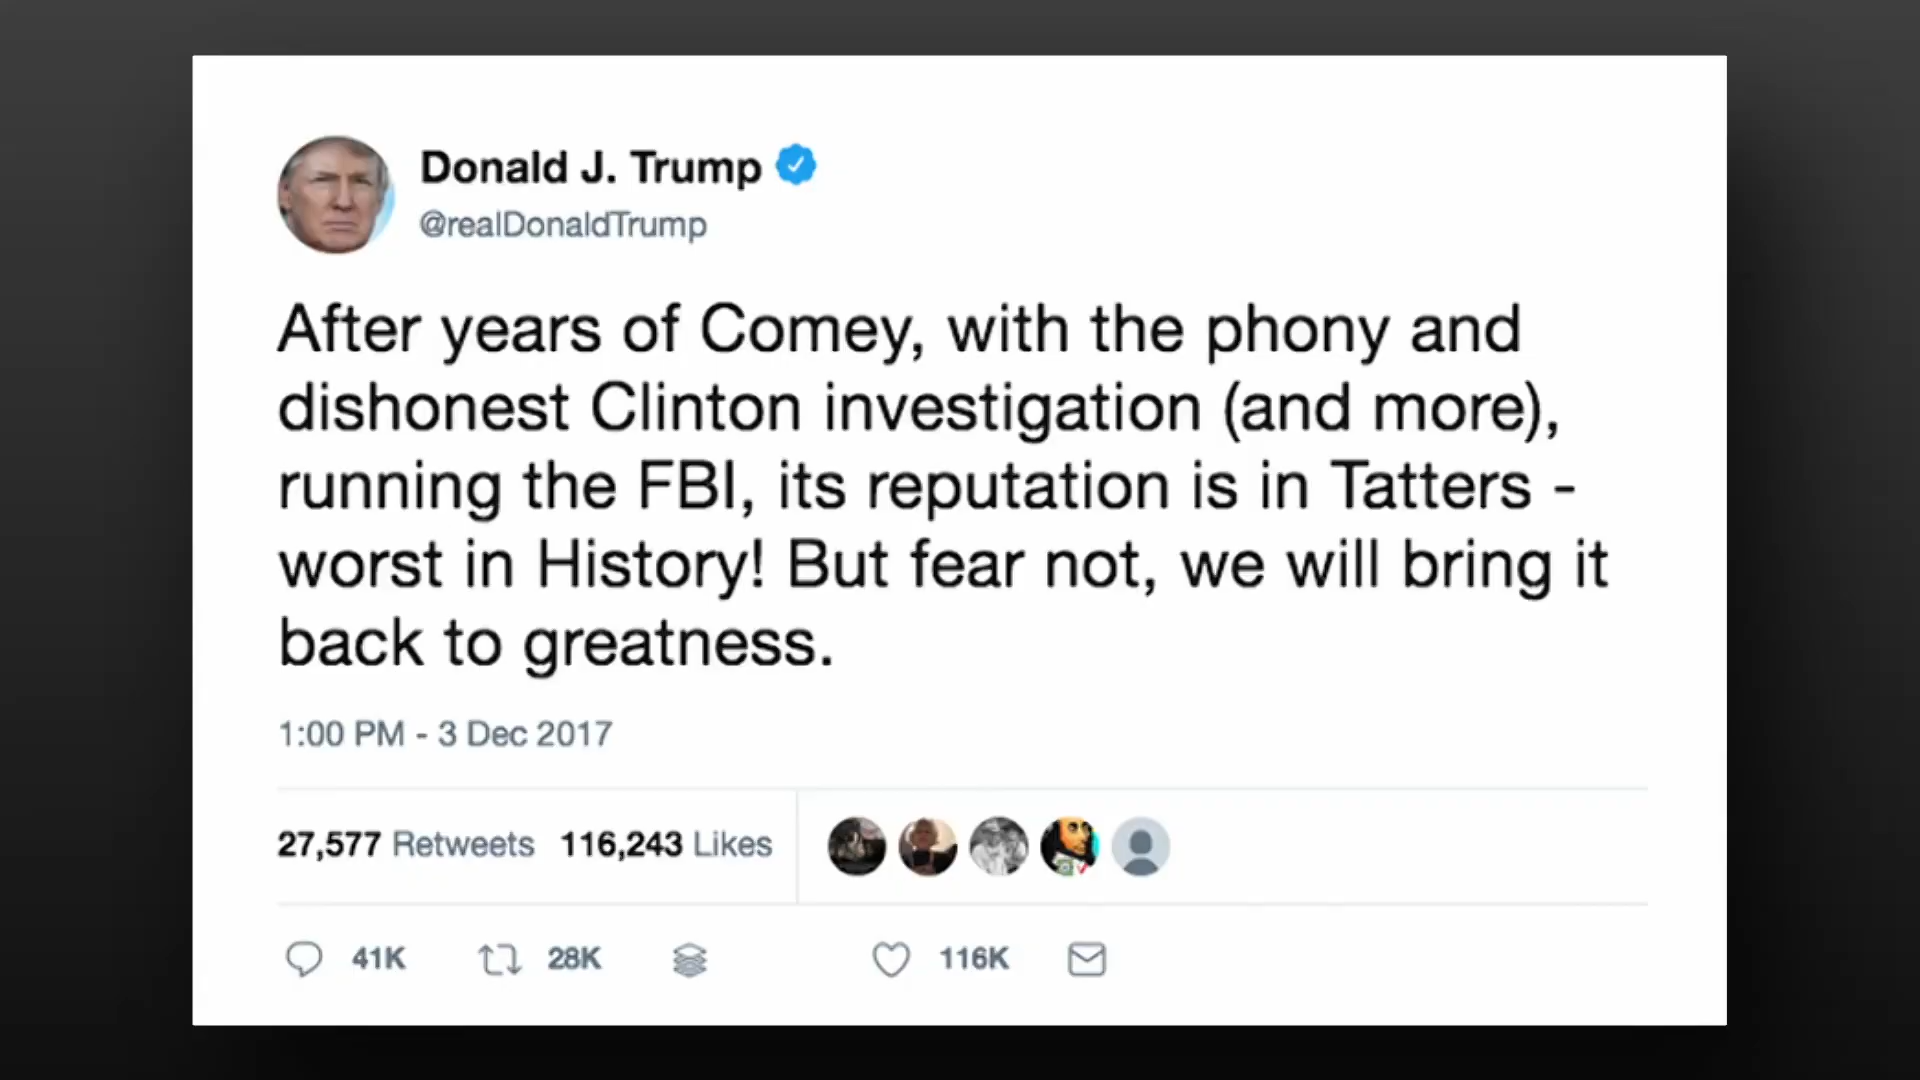 Donald J. Trump
@realDonaldTrump
After years of Comey, with the phony and
dishonest Clinton investigation (and more),
running the FBI, its reputation is in Tatters -
worst in History! But fear not, we will bring it
back to greatness.
1:00 PM - 3 Dec 2017
27,577 Retweets 116,243 Likes
41K 28K 116K